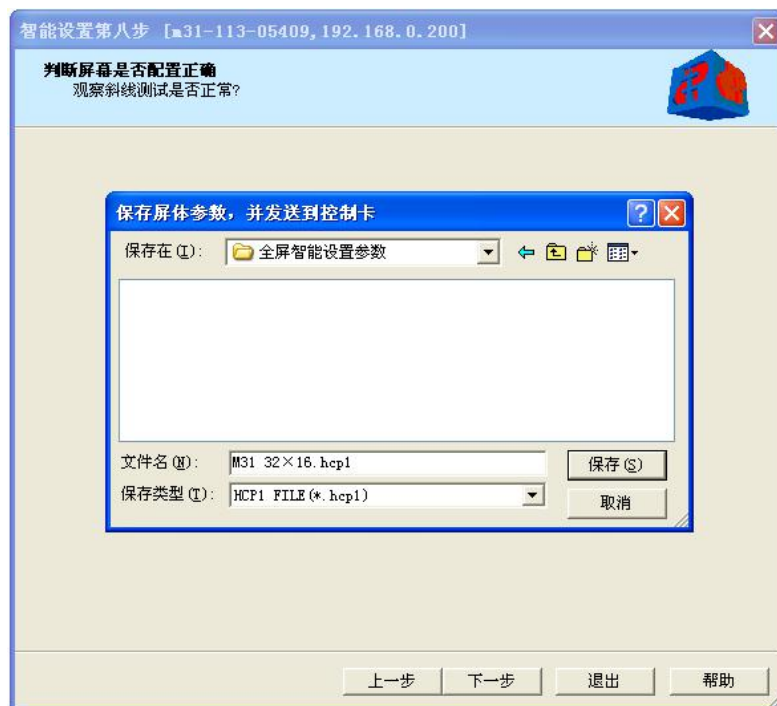 智能设置第八步 [m31-113-05409,192.168.0.200]
判断屏幕是否配置正确
观察斜线测试是否正常?
保存屏体参数，并发送到控制卡
保存在(I): 全屏智能设置参数
文件名(N): M31 32×16.hcp1 保存(S)
保存类型(T): HCP1 FILE(*.hcp1) 取消
上一步 下一步 退出 帮助